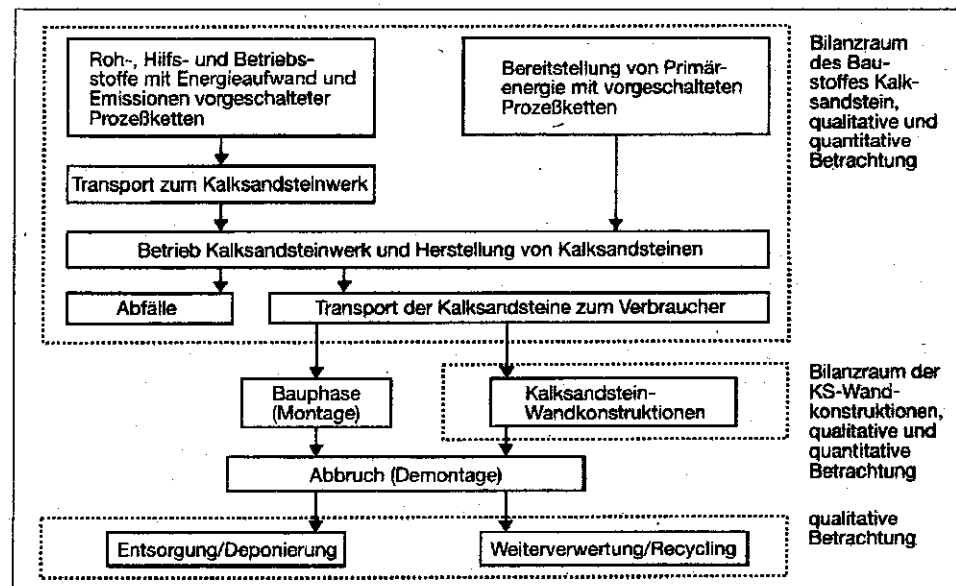 Roh-, Hilfs- und Betriebs-
stoffe mit Energieaufwand und
Emissionen vorgeschalteter
Prozeßketten
Bereitstellung von Primär-
energie mit vorgeschalteten
Prozeßketten
Bilanzraum
des Bau-
stoffes Kalk-
sandstein,
qualitative und
quantitative
Betrachtung
Transport zum Kalksandsteinwerk
Betrieb Kalksandsteinwerk und Herstellung von Kalksandsteinen
Abfälle
Transport der Kalksandsteine zum Verbraucher
Bauphase
(Montage)
Kalksandstein-
Wandkonstruktionen
Bilanzraum der
KS-Wand-
konstruktionen,
qualitative und
quantitative
Betrachtung
Abbruch (Demontage)
Entsorgung/Deponierung
Weiterverwertung/Recycling
qualitative
Betrachtung